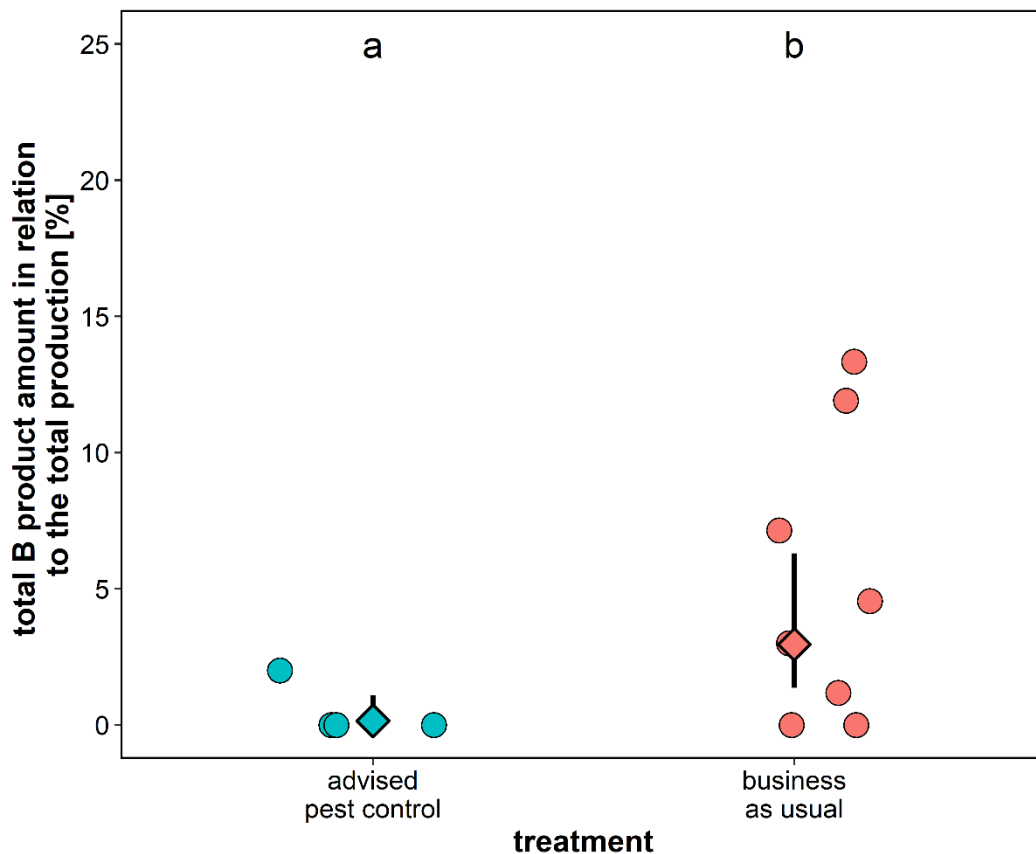 a b
total B product amount in relation
to the total production [%]
25
20
15
10
5
0
advised
pest control
business
as usual
treatment